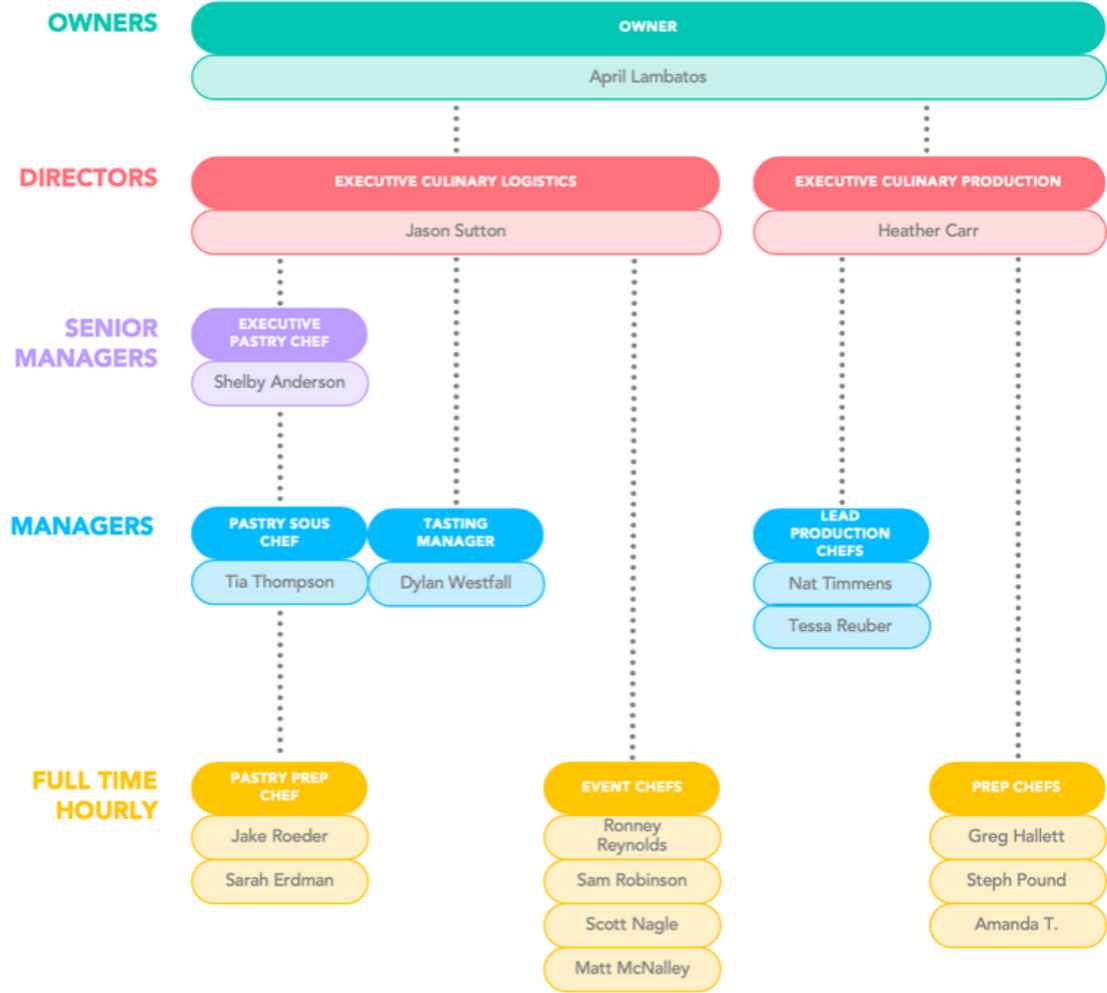 OWNERS
OWNER
April Lambatos
DIRECTORS
EXECUTIVE CULINARY LOGISTICS
EXECUTIVE CULINARY PRODUCTION
Jason Sutton
Heather Carr
SENIOR
MANAGERS
EXECUTIVE
PASTRY CHEF
Shelby Anderson
MANAGERS
PASTRY SOUS
CHEF
Tia Thompson
TASTING
MANAGER
Dylan Westfall
LEAD
PRODUCTION
CHEFS
Nat Timmens
Tessa Reuber
FULL TIME
HOURLY
PASTRY PREP
CHEF
Jake Roeder
Sarah Erdman
EVENT CHEFS
Ronney
Reynolds
Sam Robinson
Scott Nagle
Matt McNalley
PREP CHEFS
Greg Hallett
Steph Pound
Amanda T.